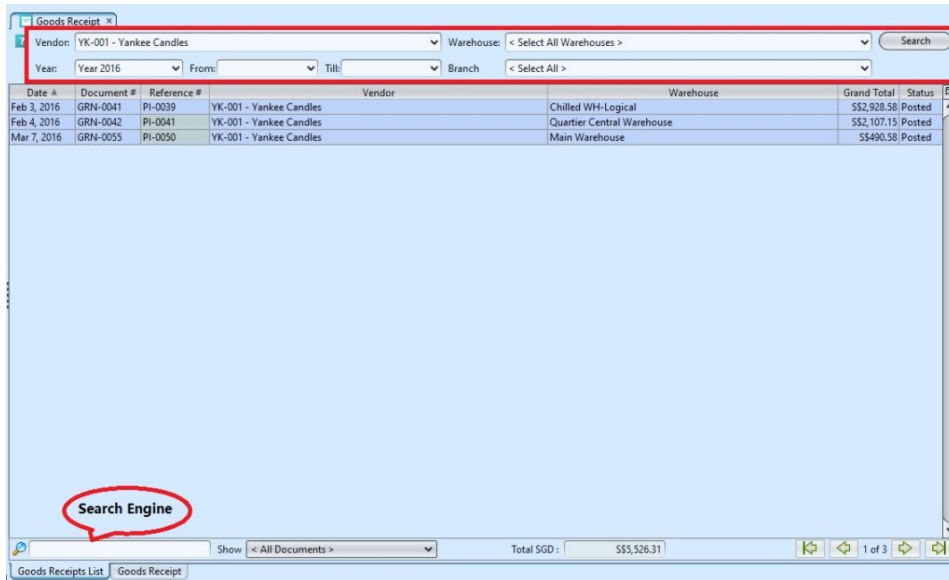 Goods Receipt ×
? Vendor: YK-001 - Yankee Candles Warehouse: < Select All Warehouses > Search
Year: Year 2016 From: Till: Branch < Select All >
Date Document # Reference # Vendor Warehouse Grand Total Status
Feb 3, 2016 GRN-0041 PI-0039 YK-001 - Yankee Candles Chilled WH-Logical S$2,928.58 Posted
Feb 4, 2016 GRN-0042 PI-0041 YK-001 - Yankee Candles Quartier Central Warehouse S$2,107.15 Posted
Mar 7, 2016 GRN-0055 PI-0050 YK-001 - Yankee Candles Main Warehouse S$490.58 Posted
Search Engine
Show < All Documents > Total SGD : S$5,526.31 1 of 3
Goods Receipts List Goods Receipt